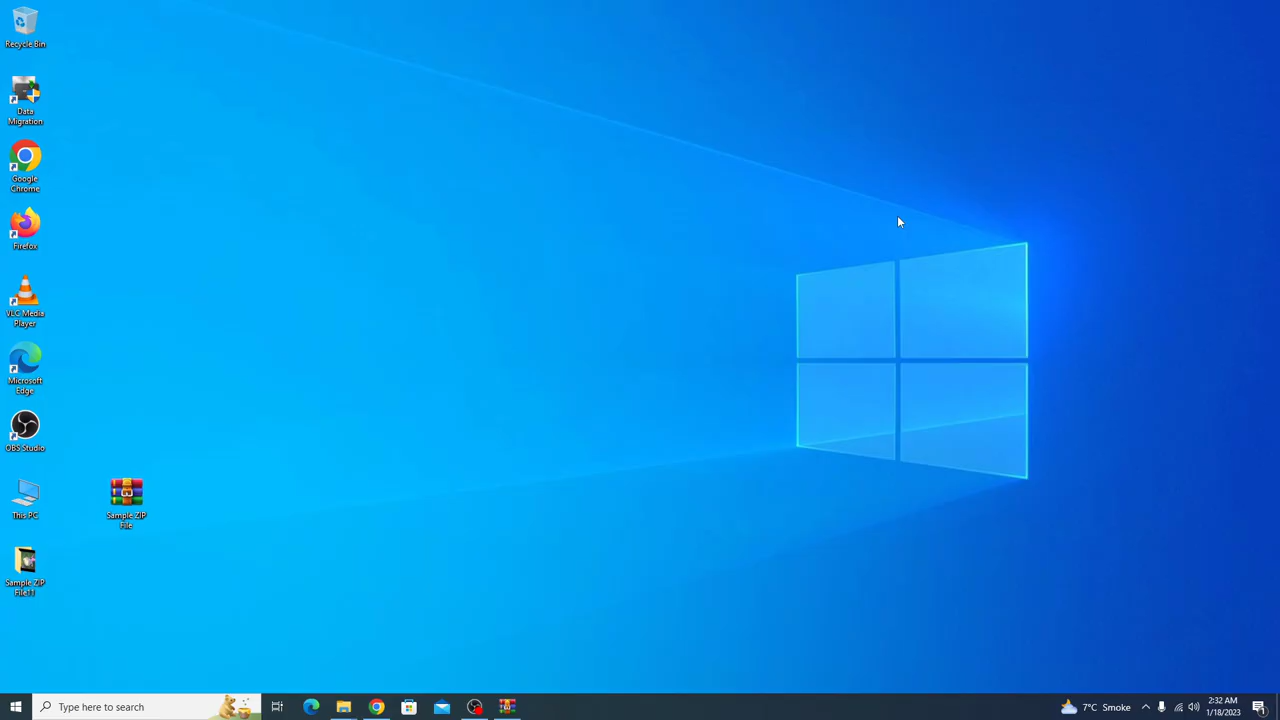 Recycle Bin
Data
Migration
Google
Chrome
Firefox
VLC Media
Player
Microsoft
Edge
OBS Studio
This PC
Sample ZIP
File
Sample ZIP
File11
Type here to search
7°C Smoke
2:32 AM
1/18/2023
1